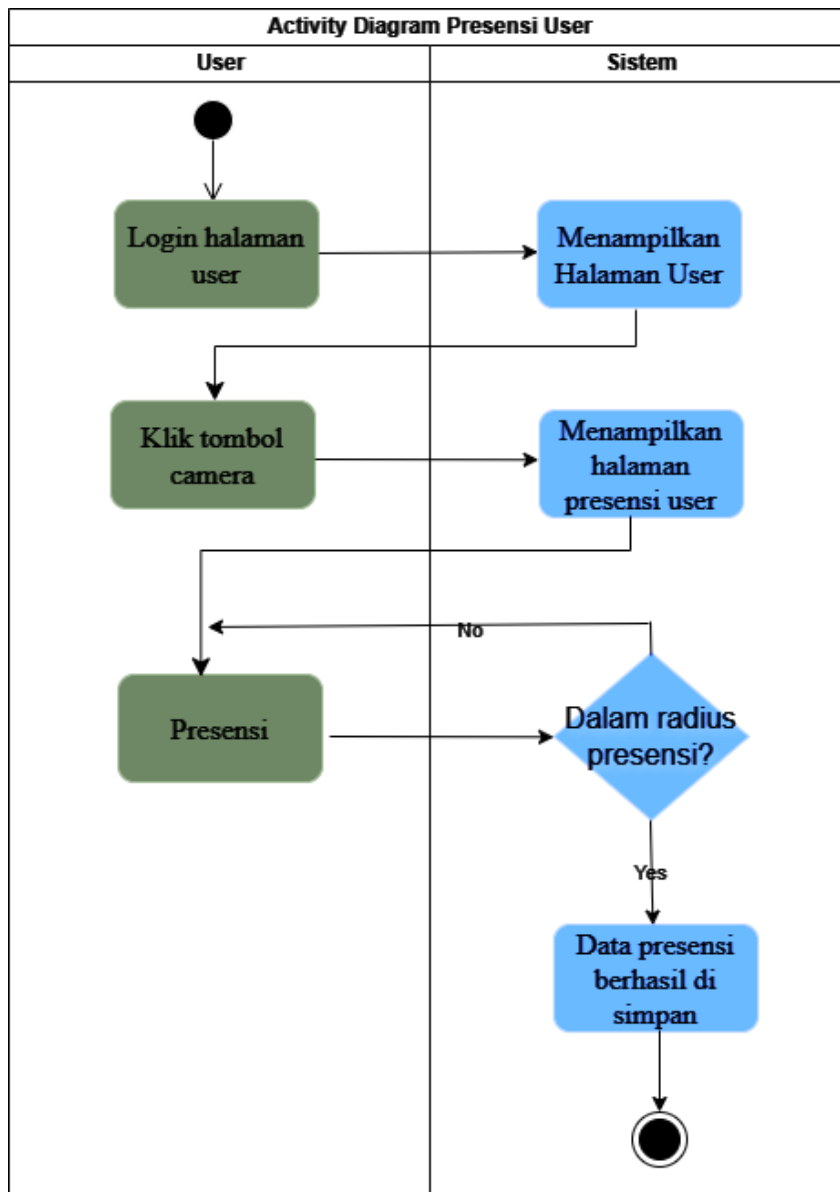 Activity Diagram Presensi User
User
Sistem
Login halaman
user
Menampilkan
Halaman User
Klik tombol
camera
Menampilkan
halaman
presensi user
No
Presensi
Dalam radius
presensi?
Yes
Data presensi
berhasil di
simpan